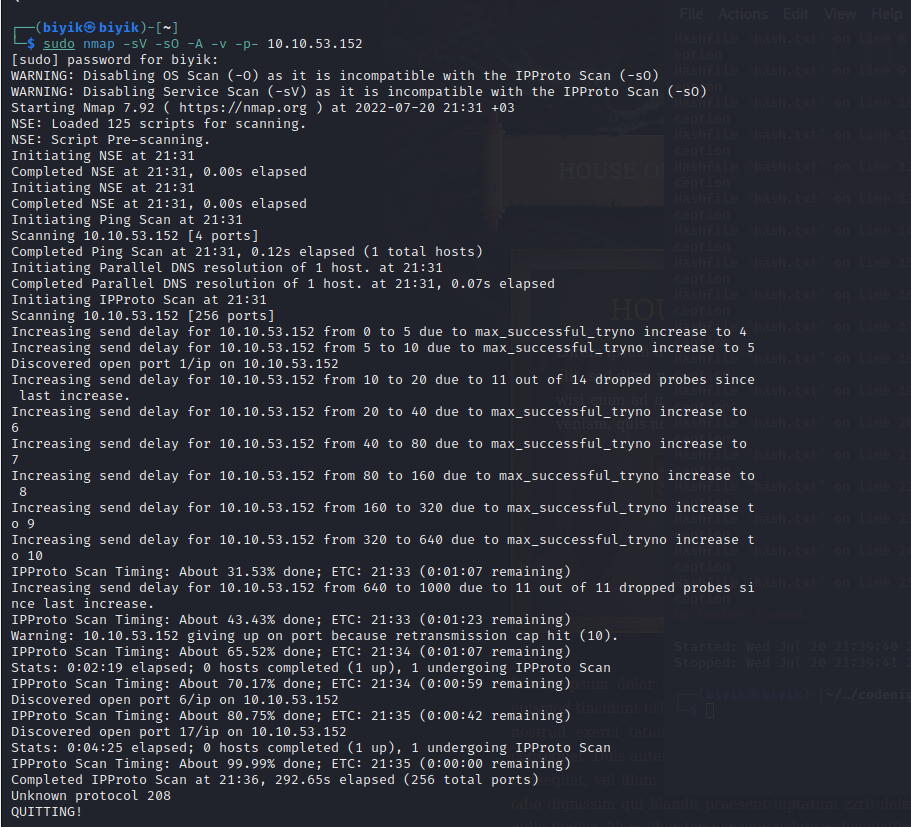 ┌──(biyik㉿biyik)-[~]
└─$ sudo nmap -sV -sO -A -v -p- 10.10.53.152
[sudo] password for biyik:
WARNING: Disabling OS Scan (-O) as it is incompatible with the IPProto Scan (-sO)
WARNING: Disabling Service Scan (-sV) as it is incompatible with the IPProto Scan (-sO)
Starting Nmap 7.92 ( https://nmap.org ) at 2022-07-20 21:31 +03
NSE: Loaded 125 scripts for scanning.
NSE: Script Pre-scanning.
Initiating NSE at 21:31
Completed NSE at 21:31, 0.00s elapsed
Initiating NSE at 21:31
Completed NSE at 21:31, 0.00s elapsed
Initiating Ping Scan at 21:31
Scanning 10.10.53.152 [4 ports]
Completed Ping Scan at 21:31, 0.12s elapsed (1 total hosts)
Initiating Parallel DNS resolution of 1 host. at 21:31
Completed Parallel DNS resolution of 1 host. at 21:31, 0.07s elapsed
Initiating IPProto Scan at 21:31
Scanning 10.10.53.152 [256 ports]
Increasing send delay for 10.10.53.152 from 0 to 5 due to max_successful_tryno increase to 4
Increasing send delay for 10.10.53.152 from 5 to 10 due to max_successful_tryno increase to 5
Discovered open port 1/ip on 10.10.53.152
Increasing send delay for 10.10.53.152 from 10 to 20 due to 11 out of 14 dropped probes since
 last increase.
Increasing send delay for 10.10.53.152 from 20 to 40 due to max_successful_tryno increase to
6
Increasing send delay for 10.10.53.152 from 40 to 80 due to max_successful_tryno increase to
7
Increasing send delay for 10.10.53.152 from 80 to 160 due to max_successful_tryno increase to
 8
Increasing send delay for 10.10.53.152 from 160 to 320 due to max_successful_tryno increase t
o 9
Increasing send delay for 10.10.53.152 from 320 to 640 due to max_successful_tryno increase t
o 10
IPProto Scan Timing: About 31.53% done; ETC: 21:33 (0:01:07 remaining)
Increasing send delay for 10.10.53.152 from 640 to 1000 due to 11 out of 11 dropped probes si
nce last increase.
IPProto Scan Timing: About 43.43% done; ETC: 21:33 (0:01:23 remaining)
Warning: 10.10.53.152 giving up on port because retransmission cap hit (10).
IPProto Scan Timing: About 65.52% done; ETC: 21:34 (0:01:07 remaining)
Stats: 0:02:19 elapsed; 0 hosts completed (1 up), 1 undergoing IPProto Scan
IPProto Scan Timing: About 70.17% done; ETC: 21:34 (0:00:59 remaining)
Discovered open port 6/ip on 10.10.53.152
IPProto Scan Timing: About 80.75% done; ETC: 21:35 (0:00:42 remaining)
Discovered open port 17/ip on 10.10.53.152
Stats: 0:04:25 elapsed; 0 hosts completed (1 up), 1 undergoing IPProto Scan
IPProto Scan Timing: About 99.99% done; ETC: 21:35 (0:00:00 remaining)
Completed IPProto Scan at 21:36, 292.65s elapsed (256 total ports)
Unknown protocol 208
QUITTING!
File Actions Edit View Help
HOUSE O
HOU
Started: Wed Jul 20 21:39:40 2
Stopped: Wed Jul 20 21:39:41 2